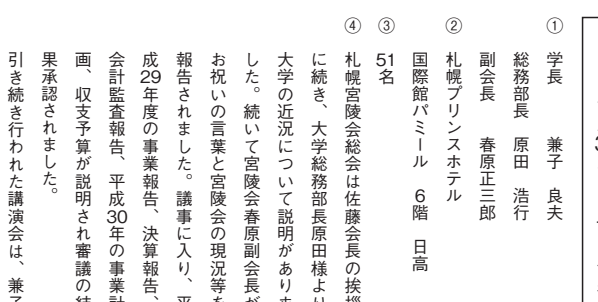 ① 学長 兼子 良夫
総務部長 原田 浩行
副会長 春原正三郎
② 札幌プリンスホテル
国際館パミール 6階 日高
③ 51名
④ 札幌宮陵会総会は佐藤会長の挨拶
に続き、大学総務部長原田様より
大学の近況について説明がありま
した。続いて宮陵会春原副会長が
お祝いの言葉と宮陵会の現況等を
報告されました。議事に入り、平
成29年度の事業報告、決算報告、
会計監査報告、平成30年の事業計
画、収支予算が説明され審議の結
果承認されました。
引き続き行われた講演会は、兼子